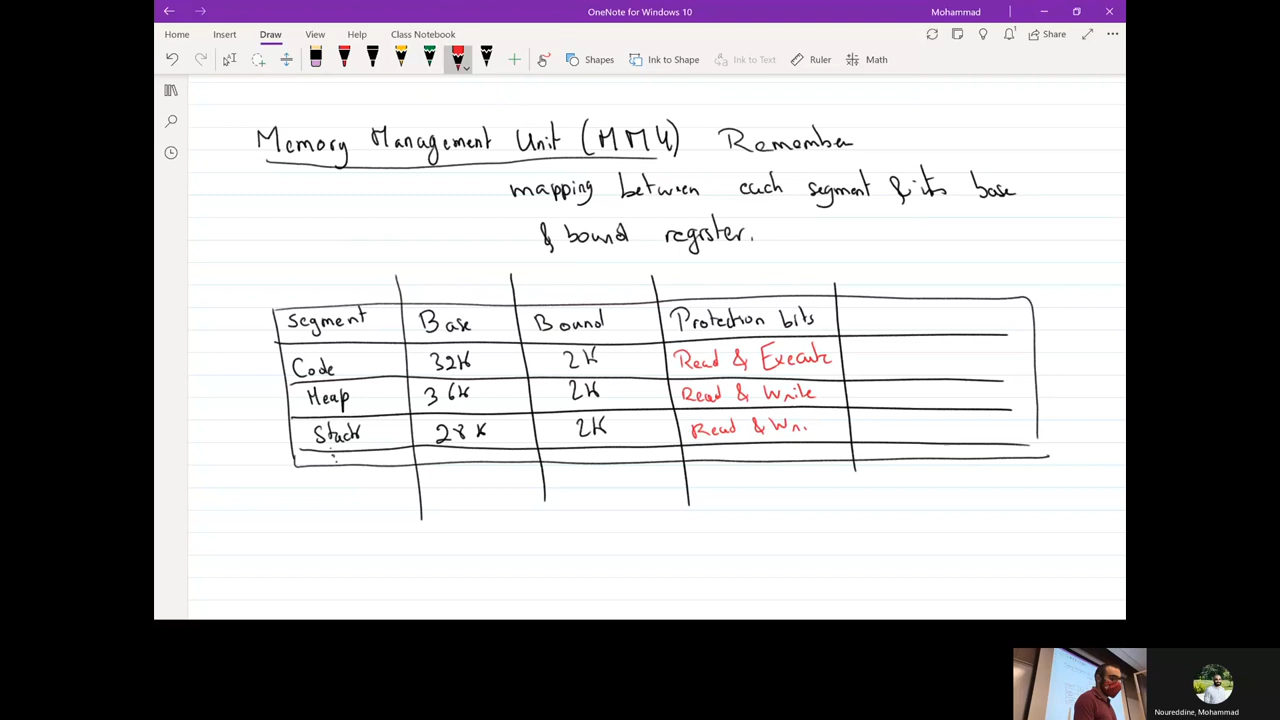 OneNote for Windows 10
Mohammad
Home Insert Draw View Help Class Notebook
Share
Shapes Ink to Shape Ink to Text Ruler Math
Memory Management Unit (MMU) Remember
mapping between each segment & its base
& bound register.
Segment Base Bound Protection bits
Code 32K 2K Read & Execute
Heap 36K 2K Read & Write
Stack 28K 2K Read & Wri
Noureddine, Mohammad